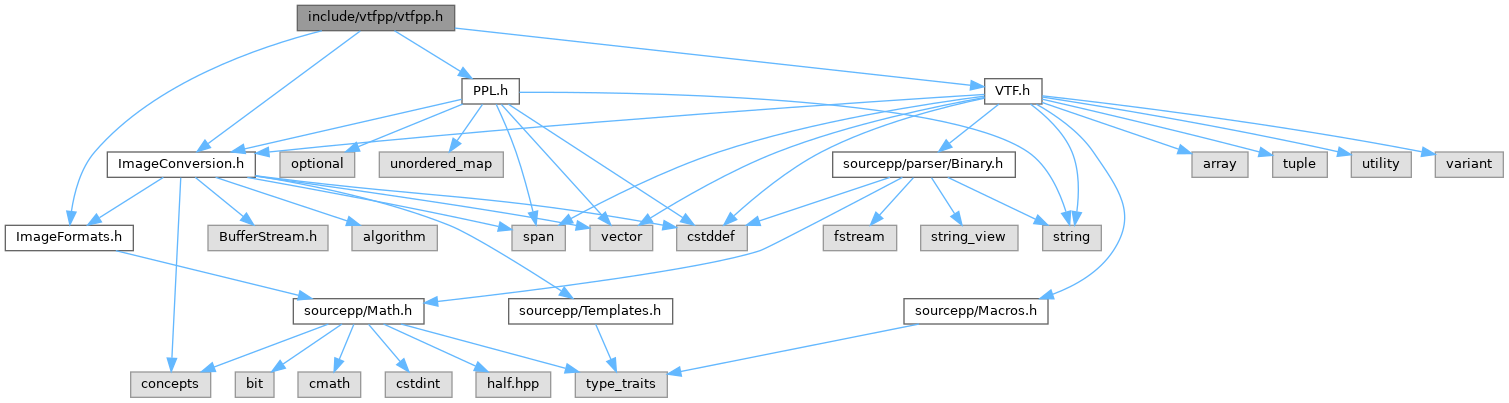 include/vtfpp/vtfpp.h
PPL.h
VTF.h
ImageConversion.h
optional
unordered_map
sourcepp/parser/Binary.h
array
tuple
utility
variant
ImageFormats.h
BufferStream.h
algorithm
span
vector
cstddef
fstream
string_view
string
sourcepp/Math.h
sourcepp/Templates.h
sourcepp/Macros.h
concepts
bit
cmath
cstdint
half.hpp
type_traits